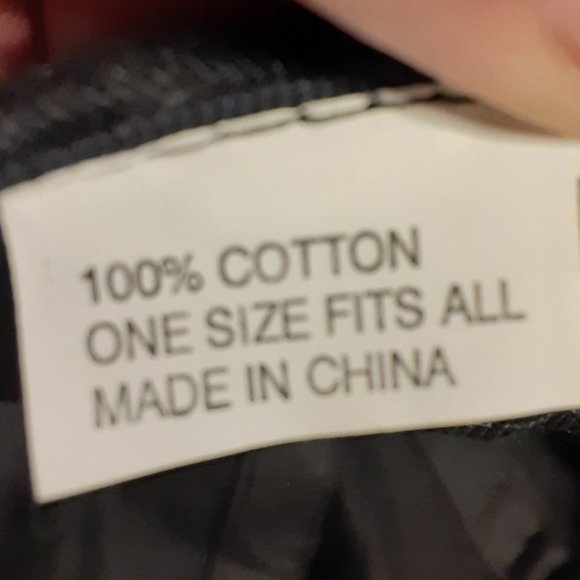 100% COTTON
ONE SIZE FITS ALL
MADE IN CHINA